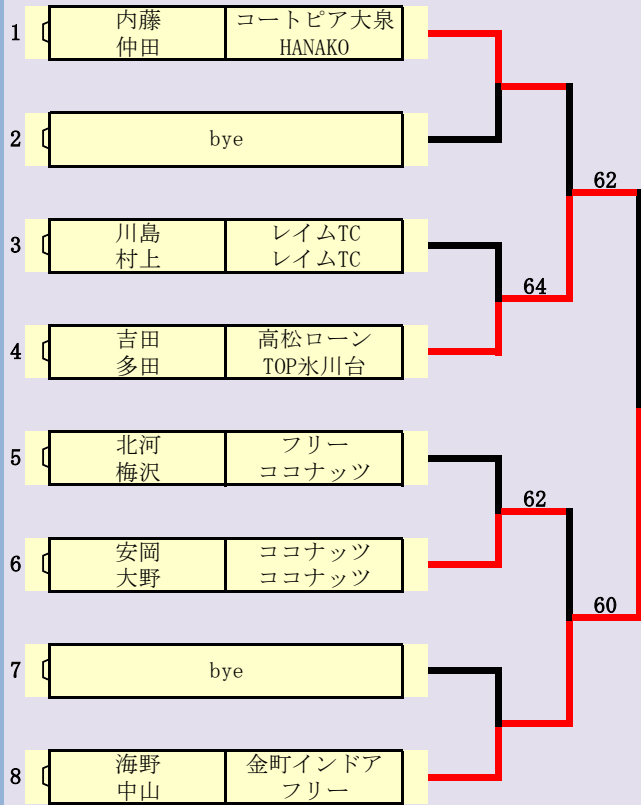 1 内藤 コートピア大泉
仲田 HANAKO
2 bye
62
3 川島 レイムTC
村上 レイムTC
64
4 吉田 高松ローン
多田 TOP氷川台
5 北河 フリー
梅沢 ココナッツ
62
6 安岡 ココナッツ
大野 ココナッツ
60
7 bye
8 海野 金町インドア
中山 フリー